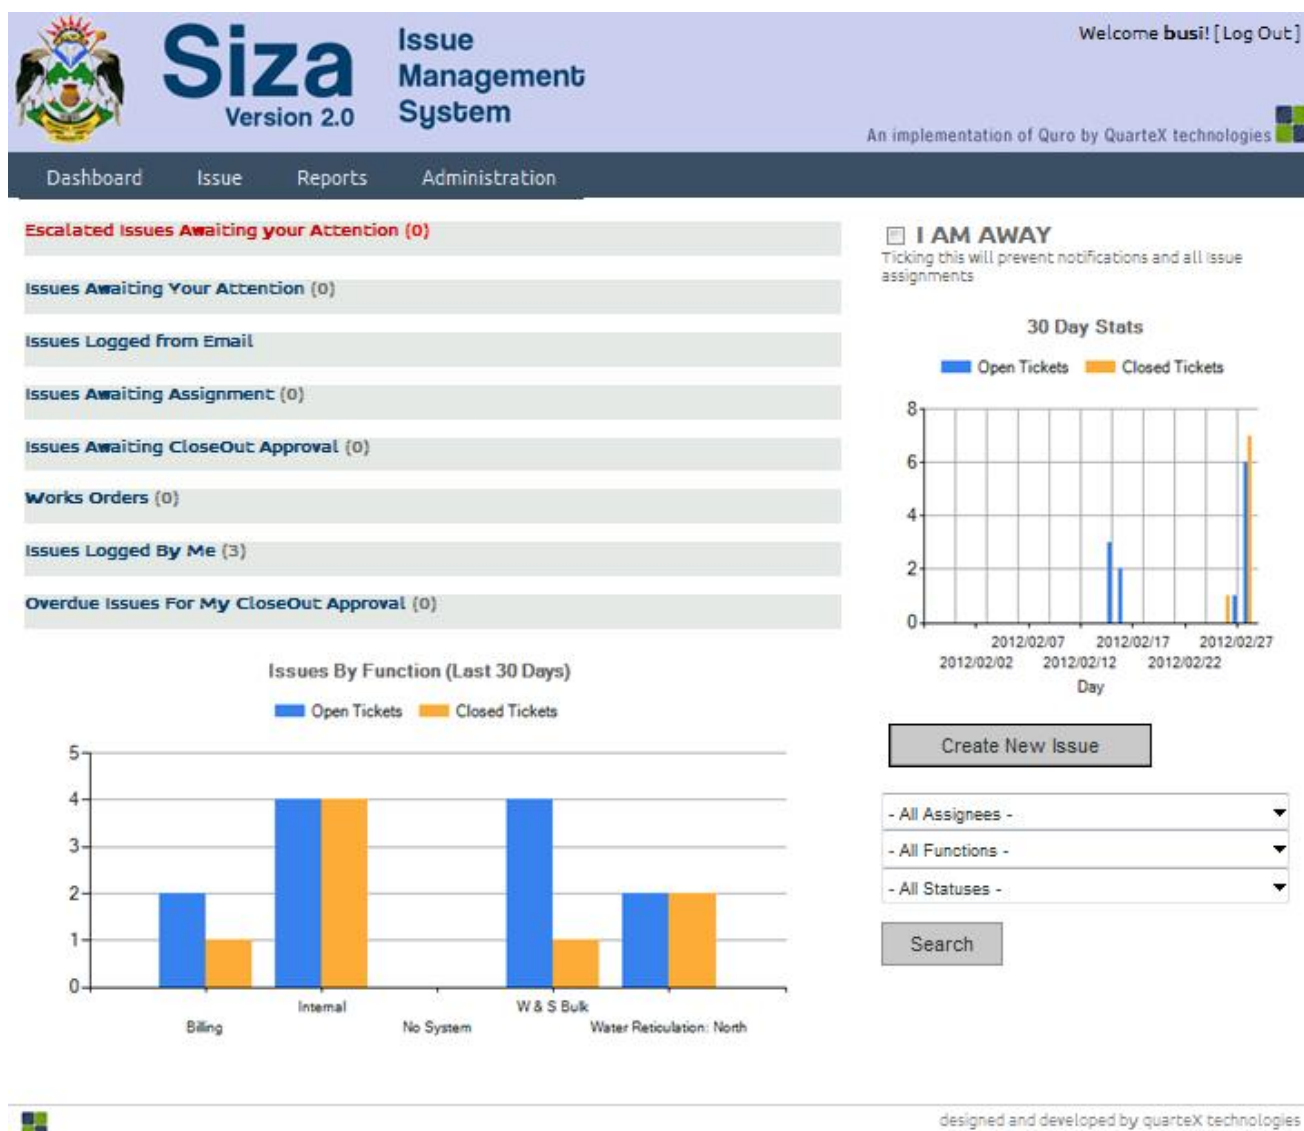 Siza
Version 2.0
Issue
Management
System
Welcome busi! [ Log Out ]
An implementation of Quro by QuarteX technologies
Dashboard Issue Reports Administration
Escalated Issues Awaiting your Attention (0)
Issues Awaiting Your Attention (0)
Issues Logged from Email
Issues Awaiting Assignment (0)
Issues Awaiting CloseOut Approval (0)
Works Orders (0)
Issues Logged By Me (3)
Overdue Issues For My CloseOut Approval (0)
I AM AWAY
Ticking this will prevent notifications and all issue
assignments
30 Day Stats
Open Tickets Closed Tickets
8
6
4
2
0
2012/02/07 2012/02/17 2012/02/27
2012/02/02 2012/02/12 2012/02/22
Day
Issues By Function (Last 30 Days)
Open Tickets Closed Tickets
5
4
3
2
1
0
Internal W & S Bulk
Billing No System Water Reticulation: North
Create New Issue
- All Assignees -
- All Functions -
- All Statuses -
Search
designed and developed by quarteX technologies